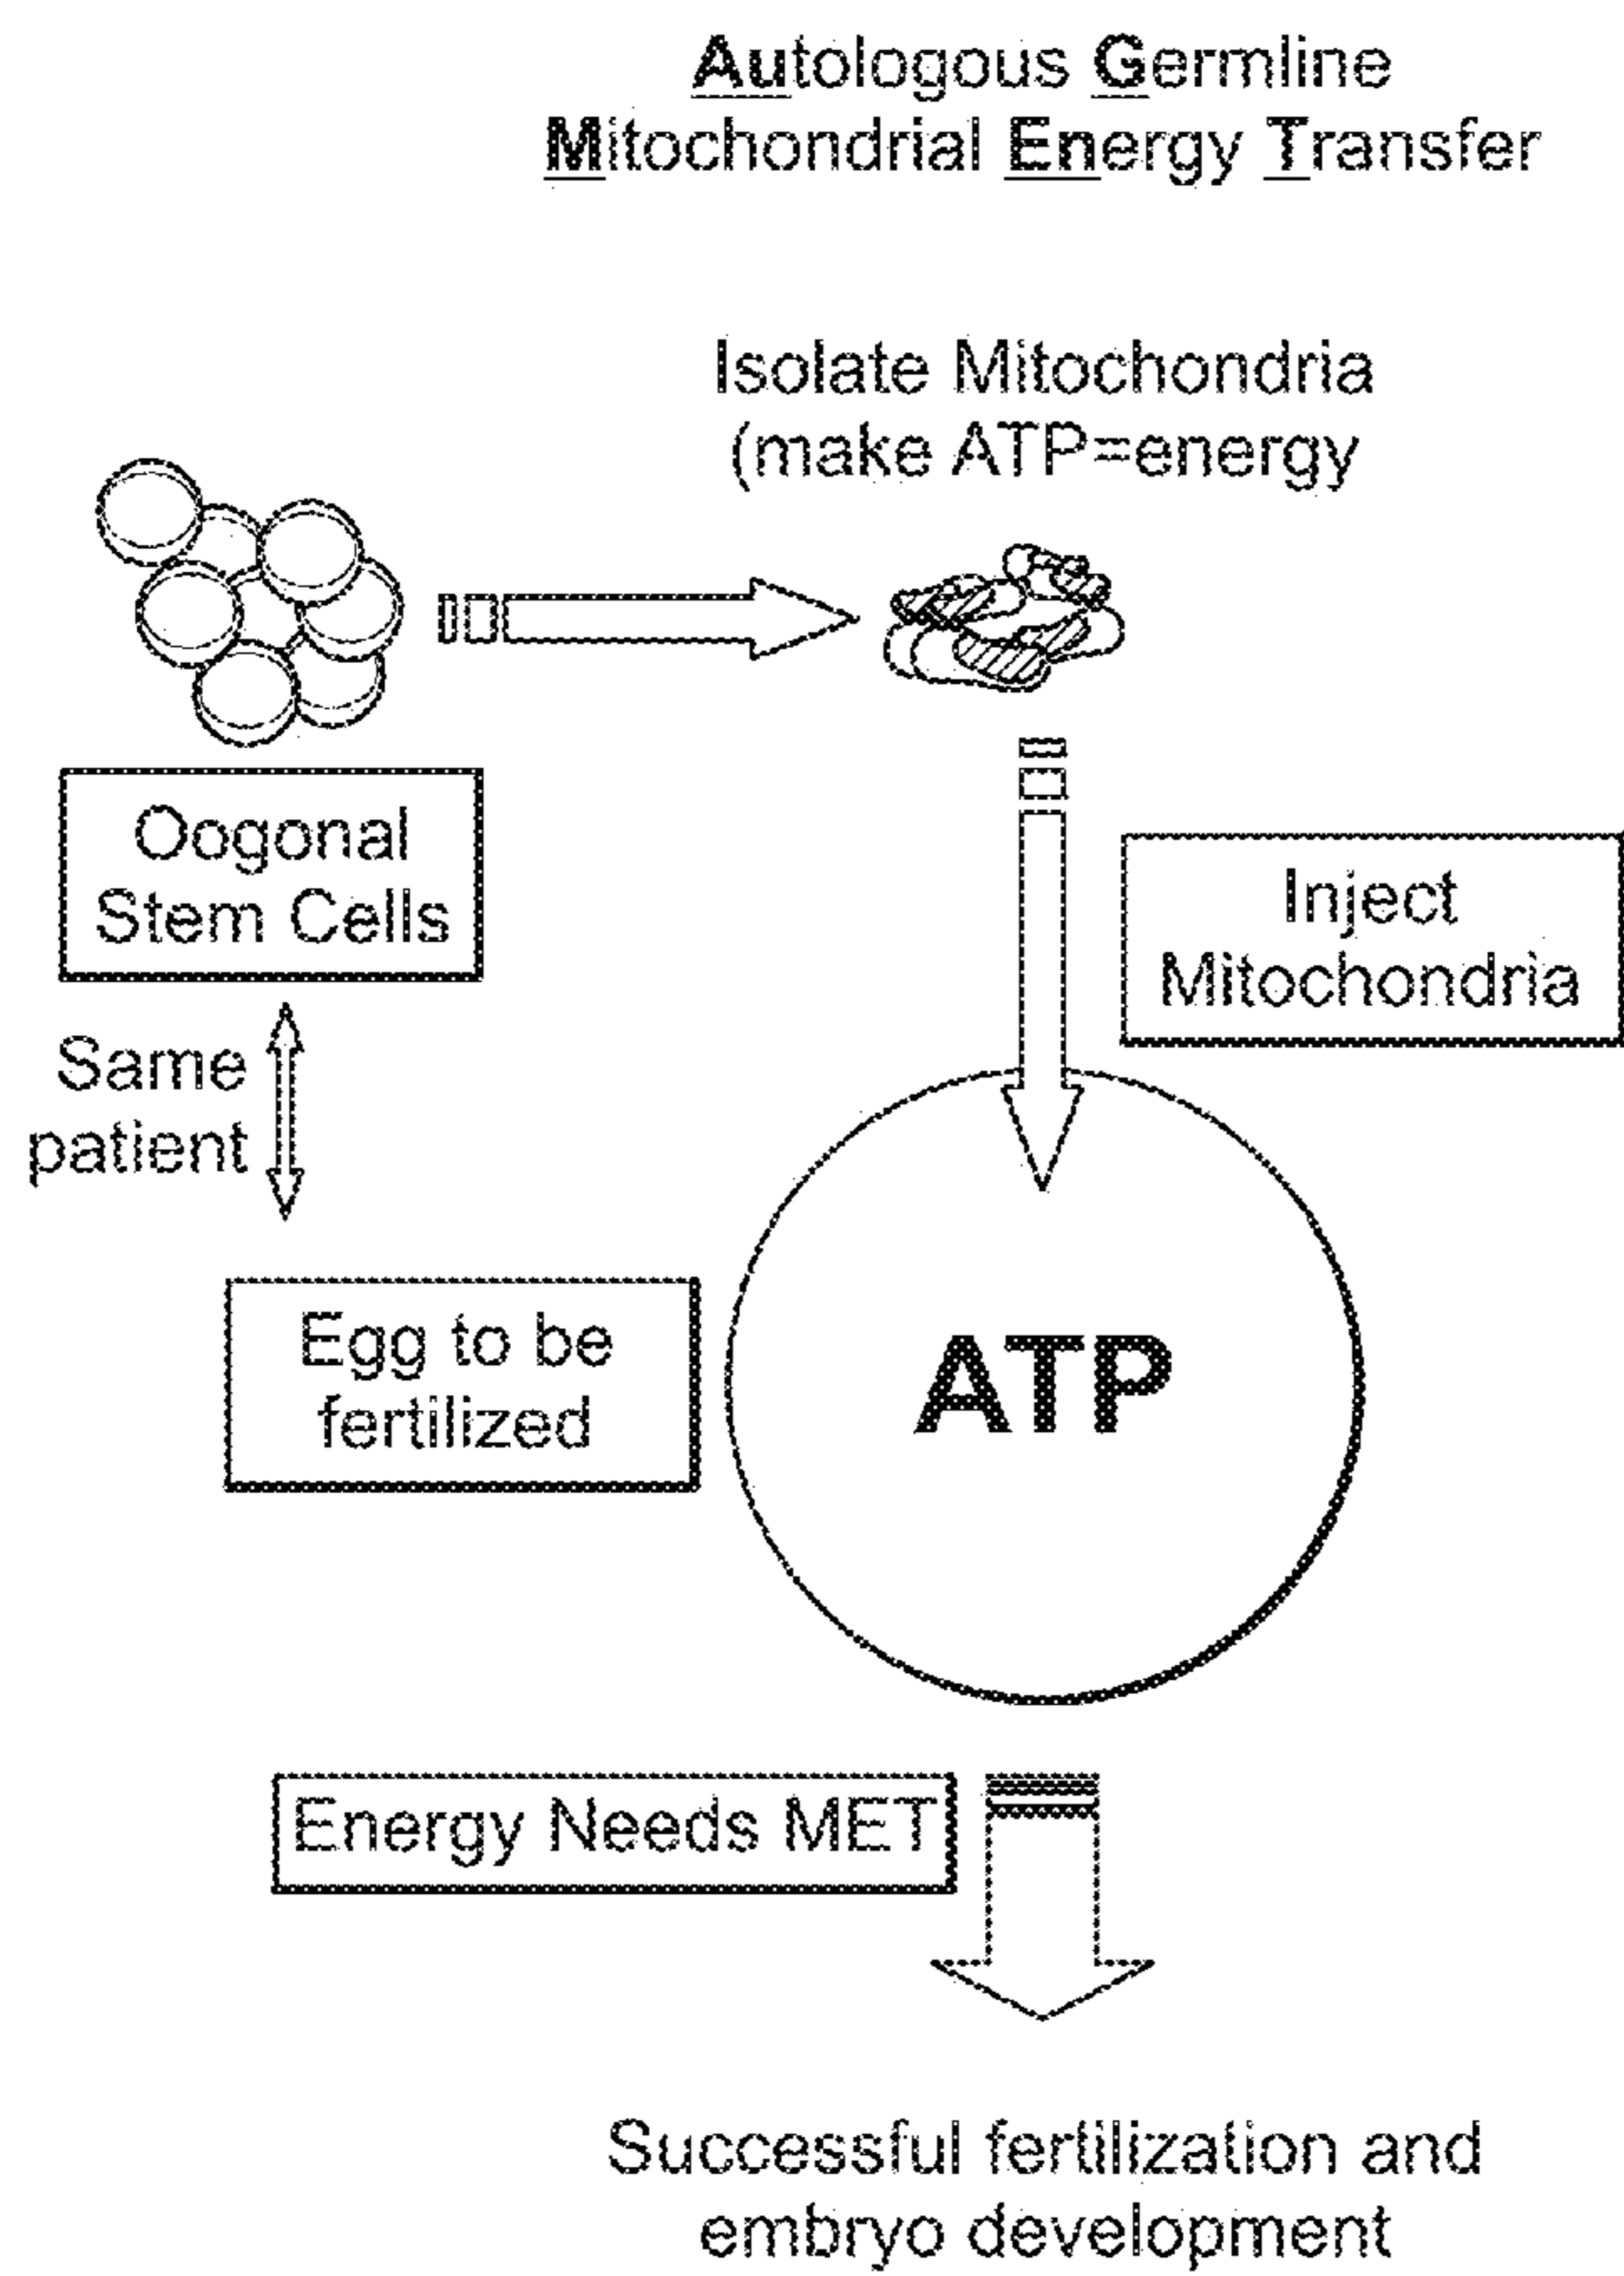 Autologous Germline
Mitochondrial Energy Transfer
Isolate Mitochondria
(make ATP=energy
Oogonal
Stem Cells
Inject
Mitochondria
Same
patient
Egg to be
fertilized
ATP
Energy Needs MET
Successful fertilization and
embryo development